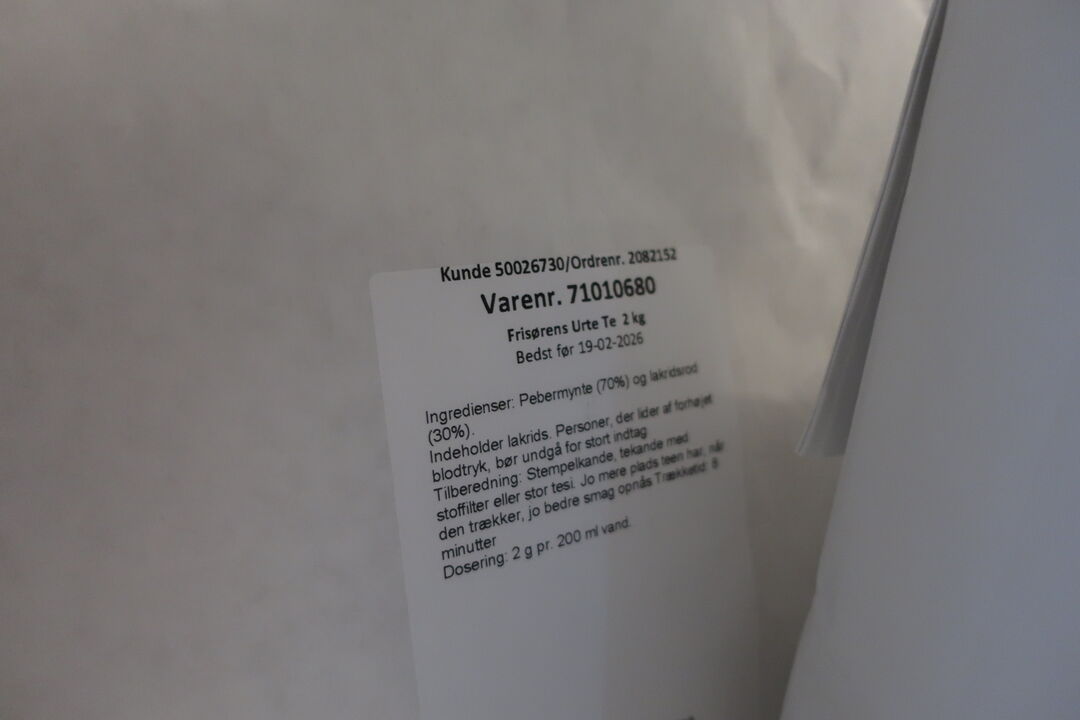 Kunde 50026730/Ordrenr. 2082152
Varenr. 71010680
Frisørens Urte Te 2 kg
Bedst før 19-02-2026
Ingredienser: Pebermynte (70%) og lakridsrod
(30%).
Indeholder lakrids. Personer, der lider af forhøjet
blodtryk, bør undgå for stort indtag
Tilberedning: Stempelkande, tekande med
stoffilter eller stor tesi. Jo mere plads teen har, når
den trækker, jo bedre smag opnås Trækketid: 8
minutter
Dosering: 2 g pr. 200 ml vand.